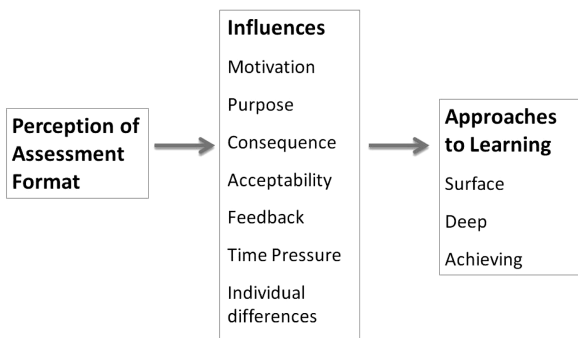 Perception of
Assessment
Format
Influences
Motivation
Purpose
Consequence
Acceptability
Feedback
Time Pressure
Individual
differences
Approaches
to Learning
Surface
Deep
Achieving